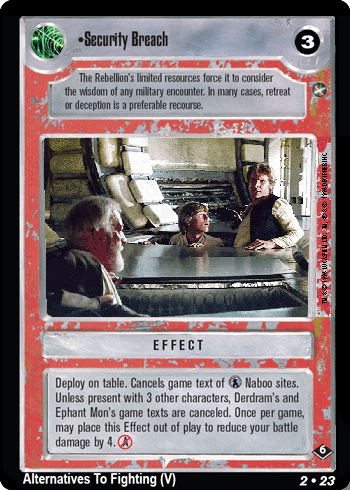 •Security Breach
3
The Rebellion's limited resources force it to consider
the wisdom of any military encounter. In many cases, retreat
or deception is a preferable recourse.
EFFECT
Deploy on table. Cancels game text of Naboo sites.
Unless present with 3 other characters, Derdram's and
Ephant Mon's game texts are canceled. Once per game,
may place this Effect out of play to reduce your battle
damage by 4. A
6
Alternatives To Fighting (V)
2 • 23